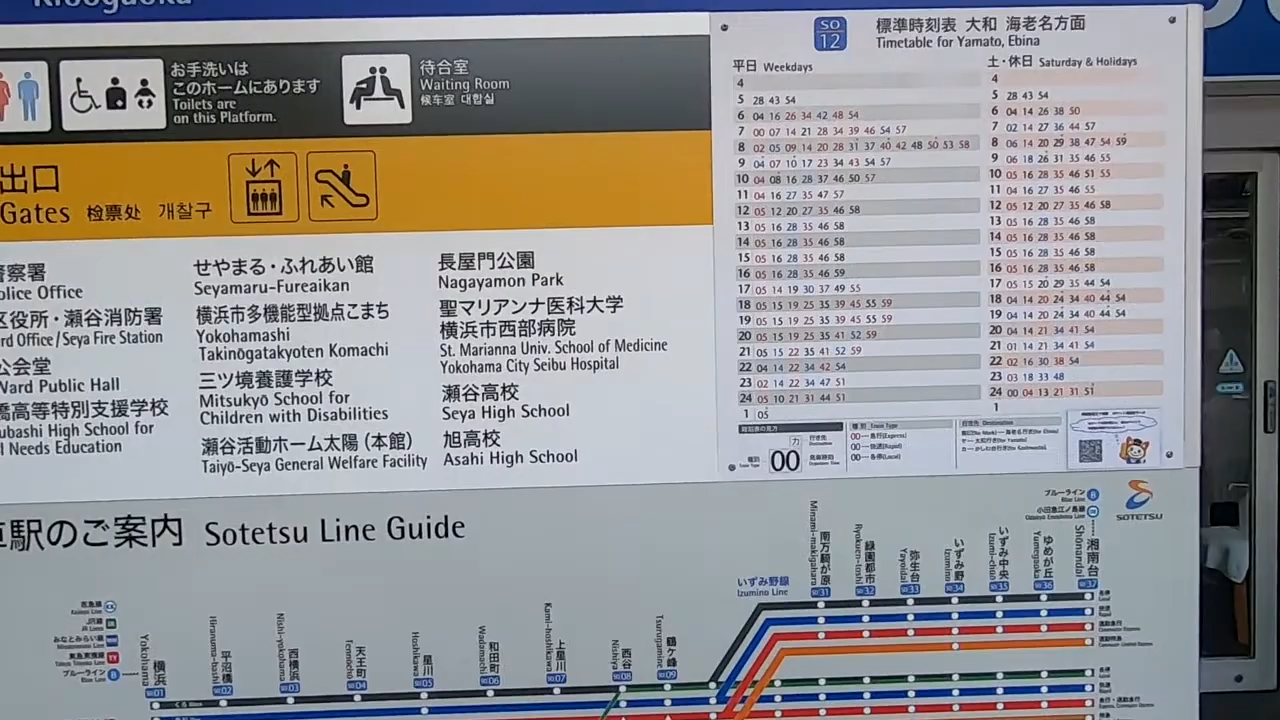 SO
12
標準時刻表 大和 海老名方面
Timetable for Yamato, Ebina
平日 Weekdays
4
5 28 43 54
6 04 16 26 34 42 48 54
7 00 07 14 21 28 34 39 46 54 57
8 02 05 09 14 20 28 31 37 40 42 48 50 53 58
9 04 07 10 17 23 34 43 54 57
10 04 08 16 28 37 46 50 57
11 04 16 27 35 47 57
12 05 12 20 27 35 46 58
13 05 16 28 35 46 58
14 05 16 28 35 46 58
15 05 16 28 35 46 58
16 05 16 28 35 46 59
17 05 14 19 30 37 49 55
18 05 15 19 25 35 39 45 55 59
19 05 15 19 25 35 39 45 55 59
20 05 15 19 25 35 41 52 59
21 05 15 22 35 41 52 59
22 04 14 22 34 42 54
23 02 14 22 34 47 51
24 05 10 21 31 44 51
1 05
土・休日 Saturday & Holidays
4
5 28 43 54
6 04 14 26 38 50
7 02 14 27 36 44 57
8 06 14 20 29 38 47 54 59
9 06 18 26 31 35 46 55
10 05 16 28 35 46 51 55
11 04 16 27 35 46 55
12 05 12 20 27 35 46 58
13 05 16 28 35 46 58
14 05 16 28 35 46 58
15 05 16 28 35 46 58
16 05 16 28 35 46 58
17 05 15 20 29 35 44 54
18 04 14 20 24 34 40 44 54
19 04 14 20 24 34 40 44 54
20 04 14 21 34 41 54
21 01 14 21 34 41 54
22 02 16 30 38 54
23 03 18 33 48
24 00 04 13 21 31 51
1
00
お手洗いは
このホームにあります
Toilets are
on this Platform.
待合室
Waiting Room
候车室 대합실
出口
Gates 检票处 개찰구
警察署
olice Office
区役所・瀬谷消防署
rd Office / Seya Fire Station
公会堂
Ward Public Hall
橋高等特別支援学校
ubashi High School for
l Needs Education
せやまる・ふれあい館
Seyamaru-Fureaikan
横浜市多機能型拠点こまち
Yokohamashi
Takinōgatakyoten Komachi
三ツ境養護学校
Mitsukyō School for
Children with Disabilities
瀬谷活動ホーム太陽（本館）
Taiyō-Seya General Welfare Facility
長屋門公園
Nagayamon Park
聖マリアンナ医科大学
横浜市西部病院
St. Marianna Univ. School of Medicine
Yokohama City Seibu Hospital
瀬谷高校
Seya High School
旭高校
Asahi High School
駅のご案内 Sotetsu Line Guide
SOTETSU
ブルーライン
いずみ野線
Izumino Line
Yokohama 横浜
Hiranuma-bashi 平沼橋
Nishi-yokohama 西横浜
Tennōchō 天王町
Hoshikawa 星川
Wadamachi 和田町
Kami-hoshikawa 上星川
Nishiya 西谷
Tsurugamine 鶴ケ峰
Minami-makigahara 南万騎が原
Ryokuen-toshi 緑園都市
Yayoidai 弥生台
Izumino いずみ野
Izumi-chūō いずみ中央
Yumegaoka ゆめが丘
Shōnandai 湘南台